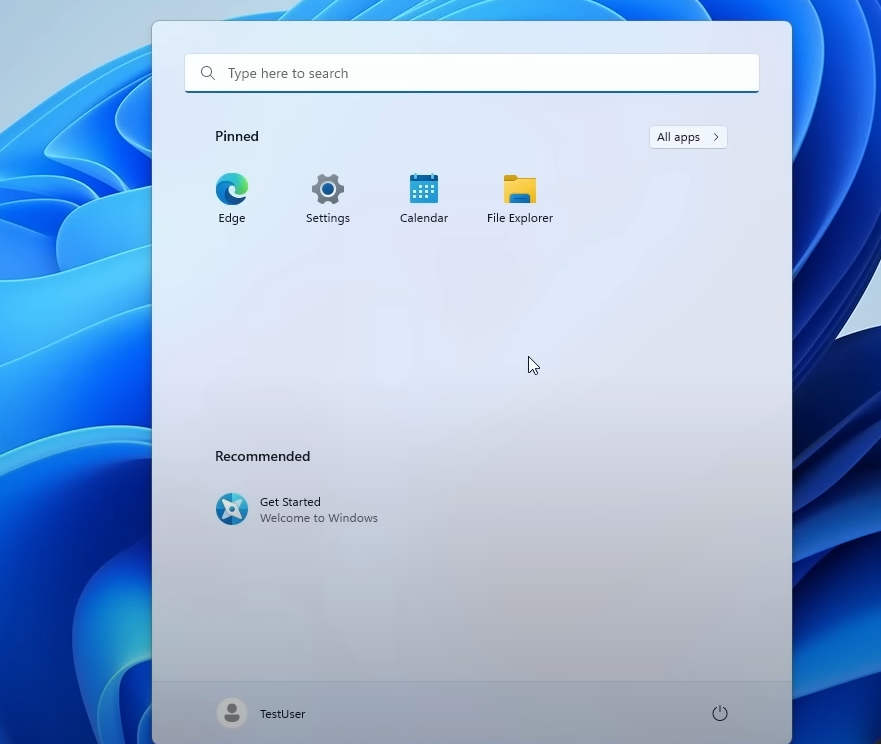 Type here to search
Pinned
All apps
Edge
Settings
Calendar
File Explorer
Recommended
Get Started
Welcome to Windows
TestUser